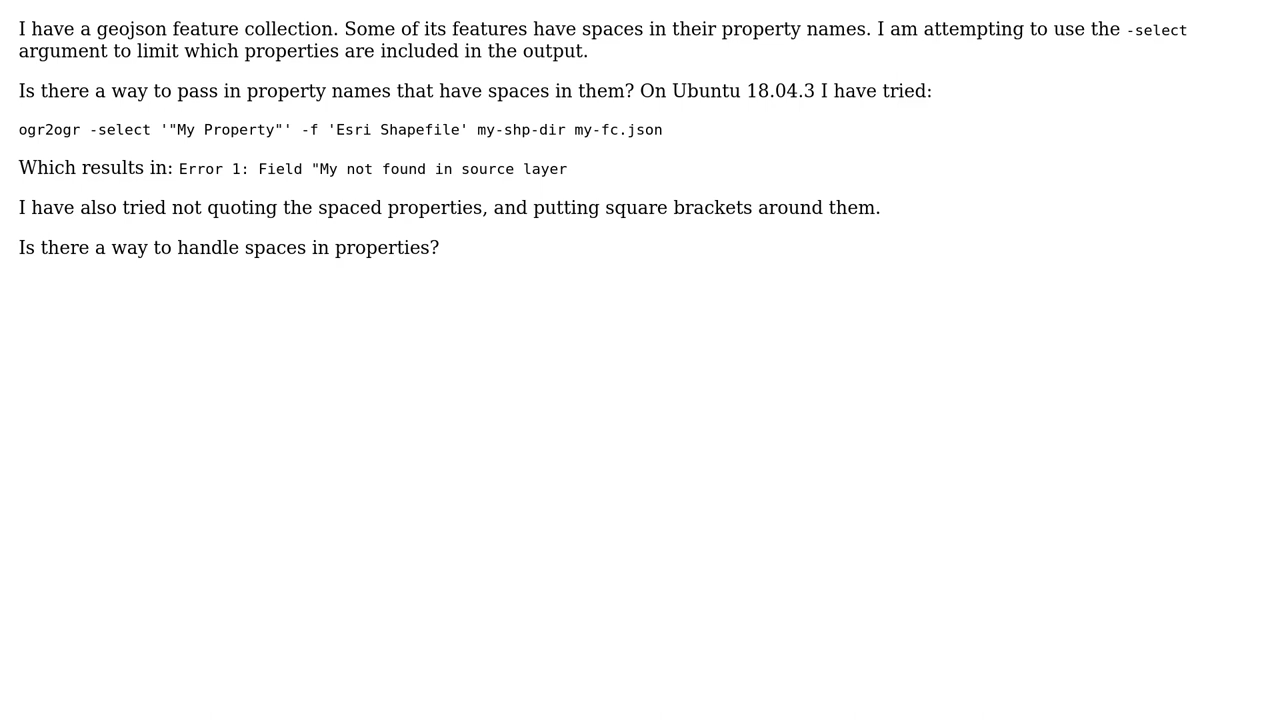 I have a geojson feature collection. Some of its features have spaces in their property names. I am attempting to use the -select
argument to limit which properties are included in the output.
Is there a way to pass in property names that have spaces in them? On Ubuntu 18.04.3 I have tried:
ogr2ogr -select '"My Property"' -f 'Esri Shapefile' my-shp-dir my-fc.json
Which results in: Error 1: Field "My not found in source layer
I have also tried not quoting the spaced properties, and putting square brackets around them.
Is there a way to handle spaces in properties?